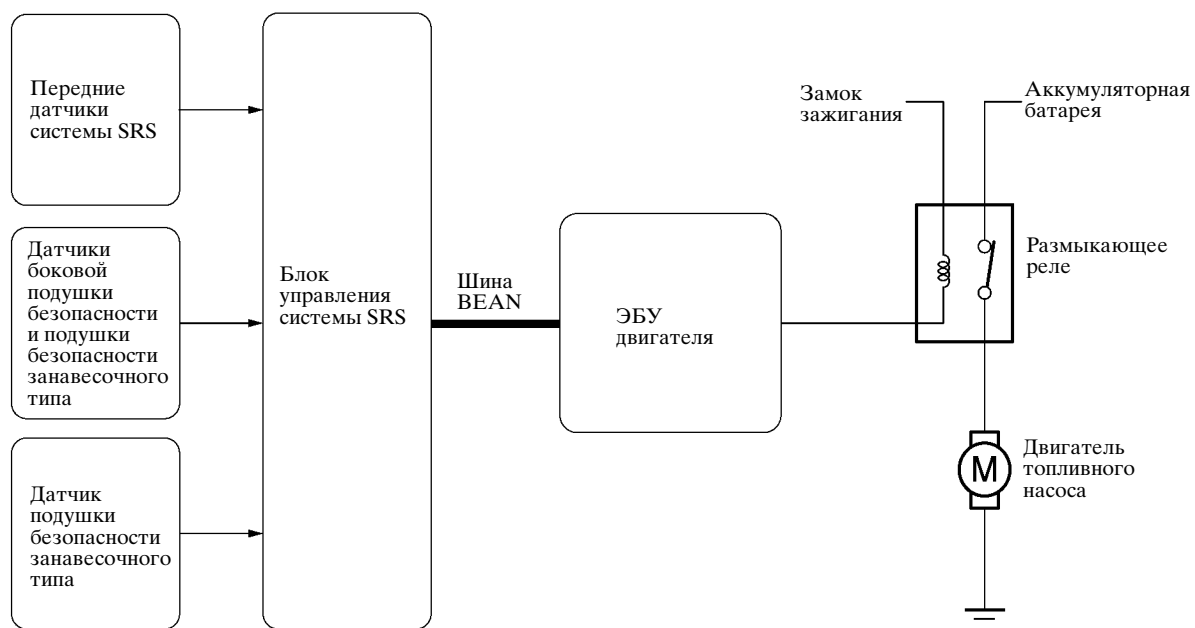 Передние
датчики
системы SRS
Датчики
боковой
подушки
безопасности
и подушки
безопасности
занавесочного
типа
Датчик
подушки
безопасности
занавесочного
типа
Блок
управления
системы SRS
Шина
BEAN
ЭБУ
двигателя
Замок
зажигания
Аккумуляторная
батарея
Размыкающее
реле
M
Двигатель
топливного
насоса